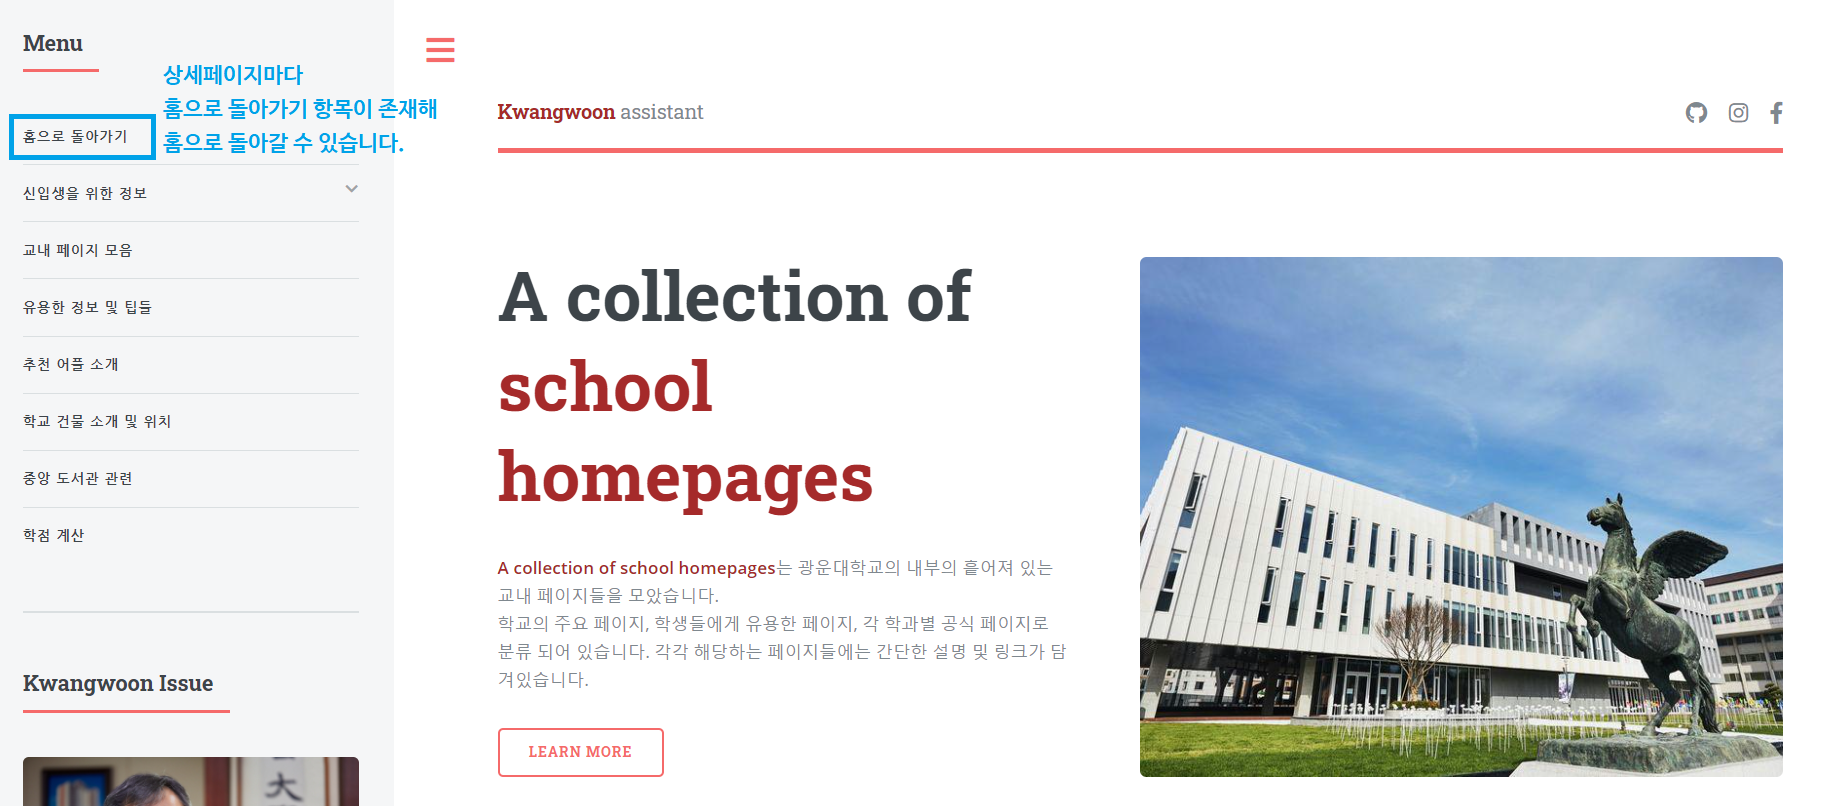 Menu
상세페이지마다
홈으로 돌아가기 항목이 존재해
홈으로 돌아갈 수 있습니다.
홈으로 돌아가기
신입생을 위한 정보
교내 페이지 모음
유용한 정보 및 팁들
추천 어플 소개
학교 건물 소개 및 위치
중앙 도서관 관련
학점 계산
Kwangwoon Issue
Kwangwoon assistant
A collection of
school
homepages
A collection of school homepages는 광운대학교의 내부의 흩어져 있는
교내 페이지들을 모았습니다.
학교의 주요 페이지, 학생들에게 유용한 페이지, 각 학과별 공식 페이지로
분류 되어 있습니다. 각각 해당하는 페이지들에는 간단한 설명 및 링크가 담
겨있습니다.
LEARN MORE